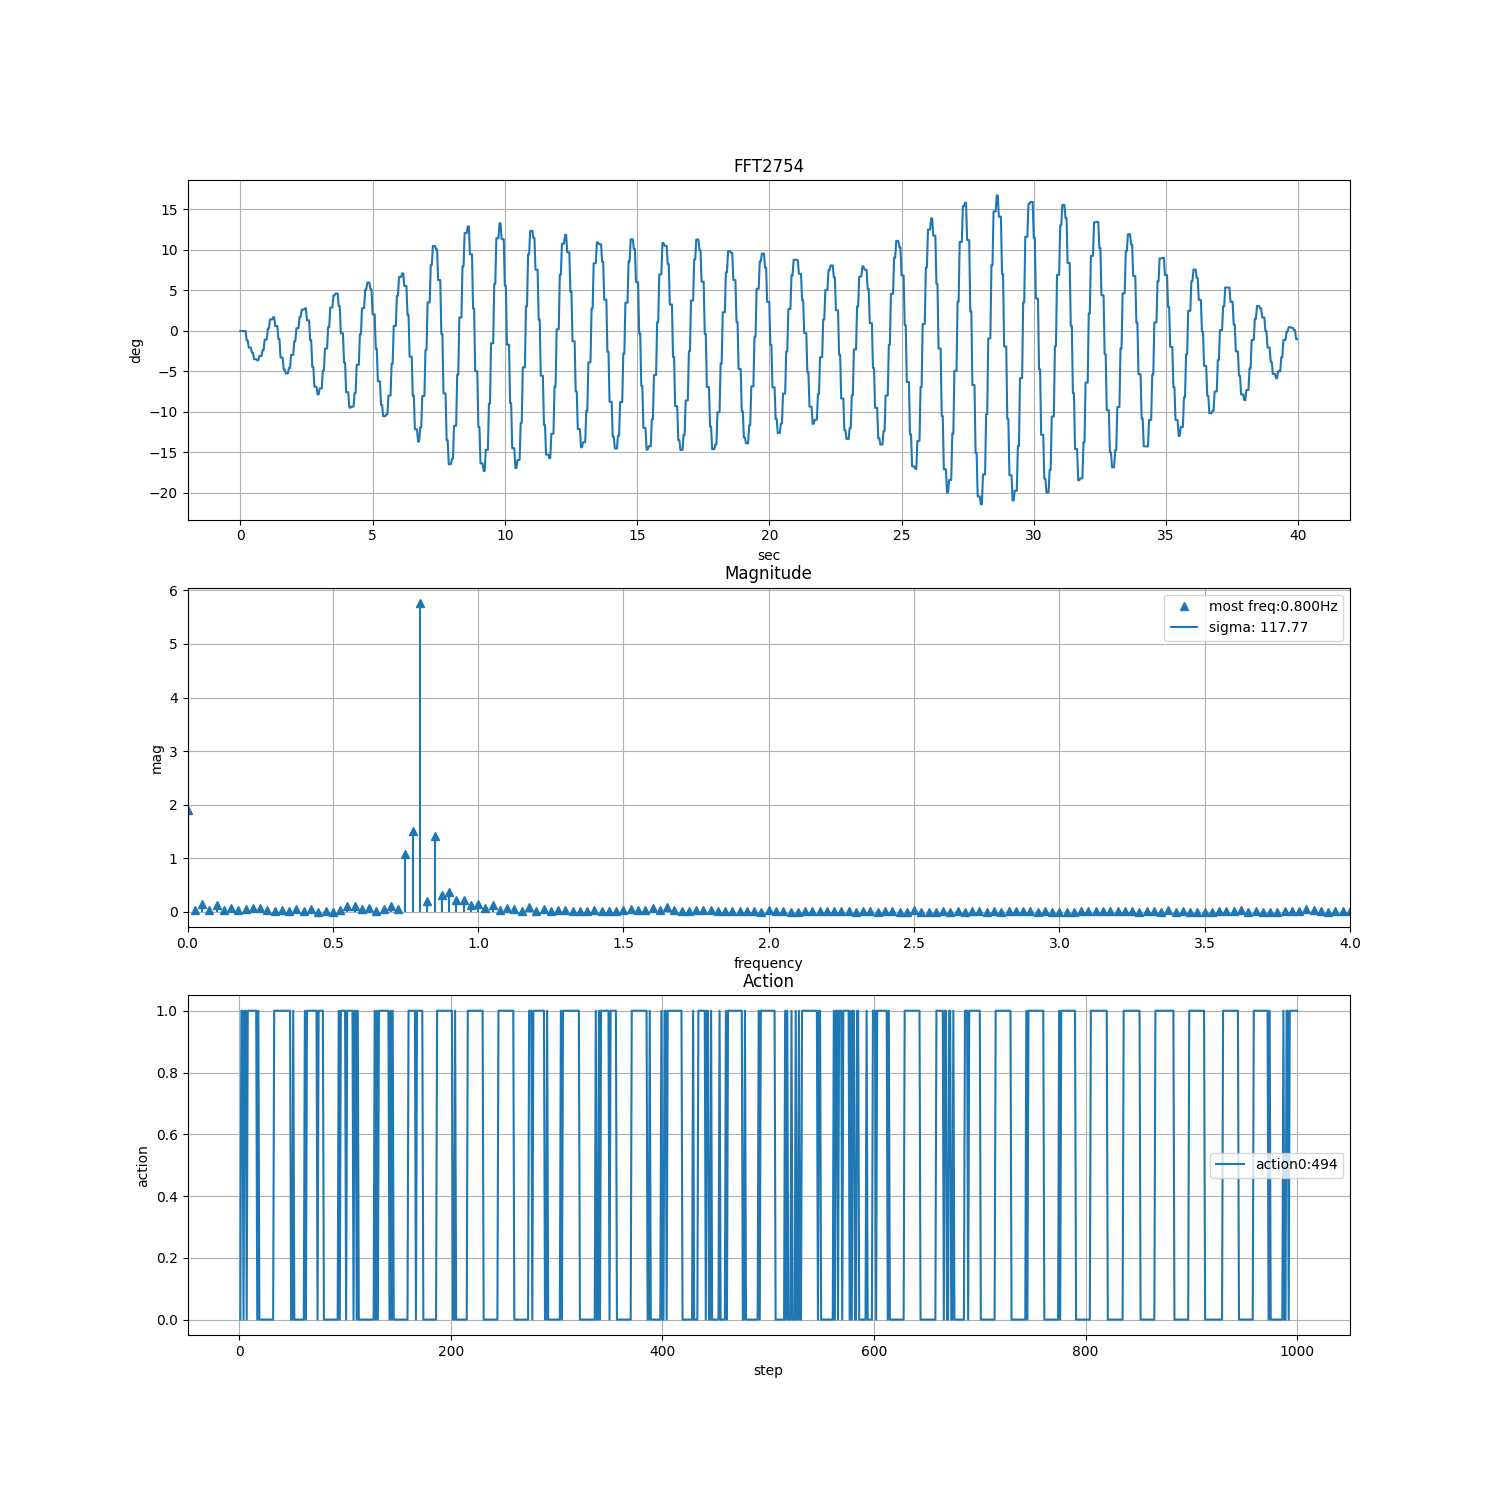 FFT2754
15
10
5
0
−5
−10
−15
−20
deg
0 5 10 15 20 25 30 35 40
sec
Magnitude
6
5
4
3
2
1
0
mag
most freq:0.800Hz
sigma: 117.77
0.0 0.5 1.0 1.5 2.0 2.5 3.0 3.5 4.0
frequency
Action
1.0
0.8
0.6
0.4
0.2
0.0
action
action0:494
0 200 400 600 800 1000
step